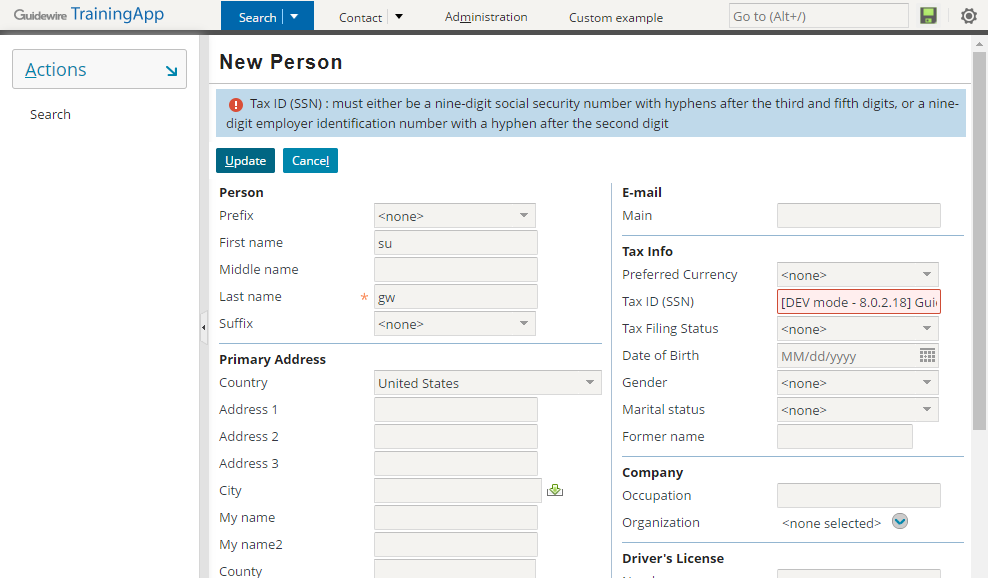 Guidewire TrainingApp
Search
Contact
Administration
Custom example
Go to (Alt+/)
Actions
Search
New Person
Tax ID (SSN) : must either be a nine-digit social security number with hyphens after the third and fifth digits, or a nine-
digit employer identification number with a hyphen after the second digit
Update
Cancel
Person
Prefix
<none>
First name
su
Middle name
Last name
*
gw
Suffix
<none>
Primary Address
Country
United States
Address 1
Address 2
Address 3
City
My name
My name2
County
E-mail
Main
Tax Info
Preferred Currency
<none>
Tax ID (SSN)
[DEV mode - 8.0.2.18] Gui
Tax Filing Status
<none>
Date of Birth
MM/dd/yyyy
Gender
<none>
Marital status
<none>
Former name
Company
Occupation
Organization
<none selected>
Driver's License